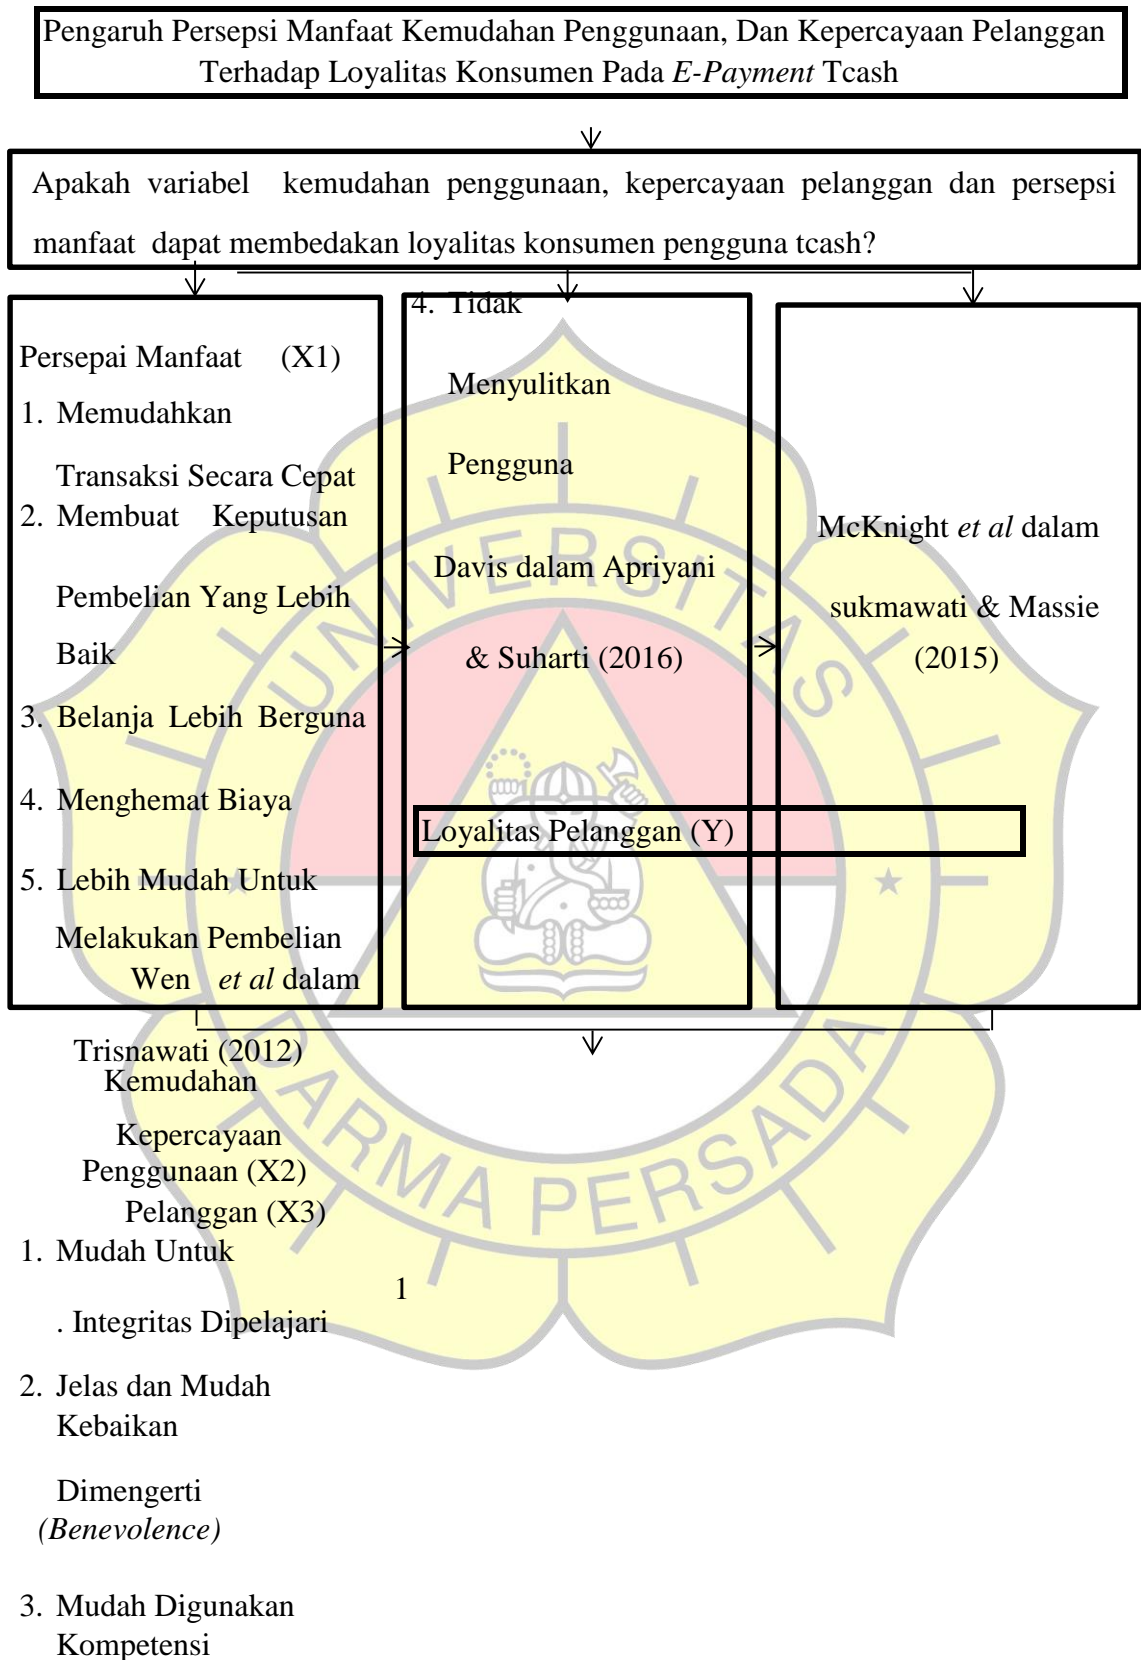 Pengaruh Persepsi Manfaat Kemudahan Penggunaan, Dan Kepercayaan Pelanggan
Terhadap Loyalitas Konsumen Pada E-Payment Tcash
Apakah variabel kemudahan penggunaan, kepercayaan pelanggan dan persepsi
manfaat dapat membedakan loyalitas konsumen pengguna tcash?
Persepai Manfaat (X1)
1. Memudahkan
Transaksi Secara Cepat
2. Membuat Keputusan
Pembelian Yang Lebih
Baik
3. Belanja Lebih Berguna
4. Menghemat Biaya
5. Lebih Mudah Untuk
Melakukan Pembelian
Wen et al dalam
4. Tidak
Menyulitkan
Pengguna
Davis dalam Apriyani
& Suharti (2016)
McKnight et al dalam
sukmawati & Massie
(2015)
Loyalitas Pelanggan (Y)
Trisnawati (2012)
Kemudahan
Kepercayaan
Penggunaan (X2)
Pelanggan (X3)
1. Mudah Untuk
1
. Integritas Dipelajari
2. Jelas dan Mudah
Kebaikan
Dimengerti
(Benevolence)
3. Mudah Digunakan
Kompetensi
UNIVERSITAS
DARMA PERSADA